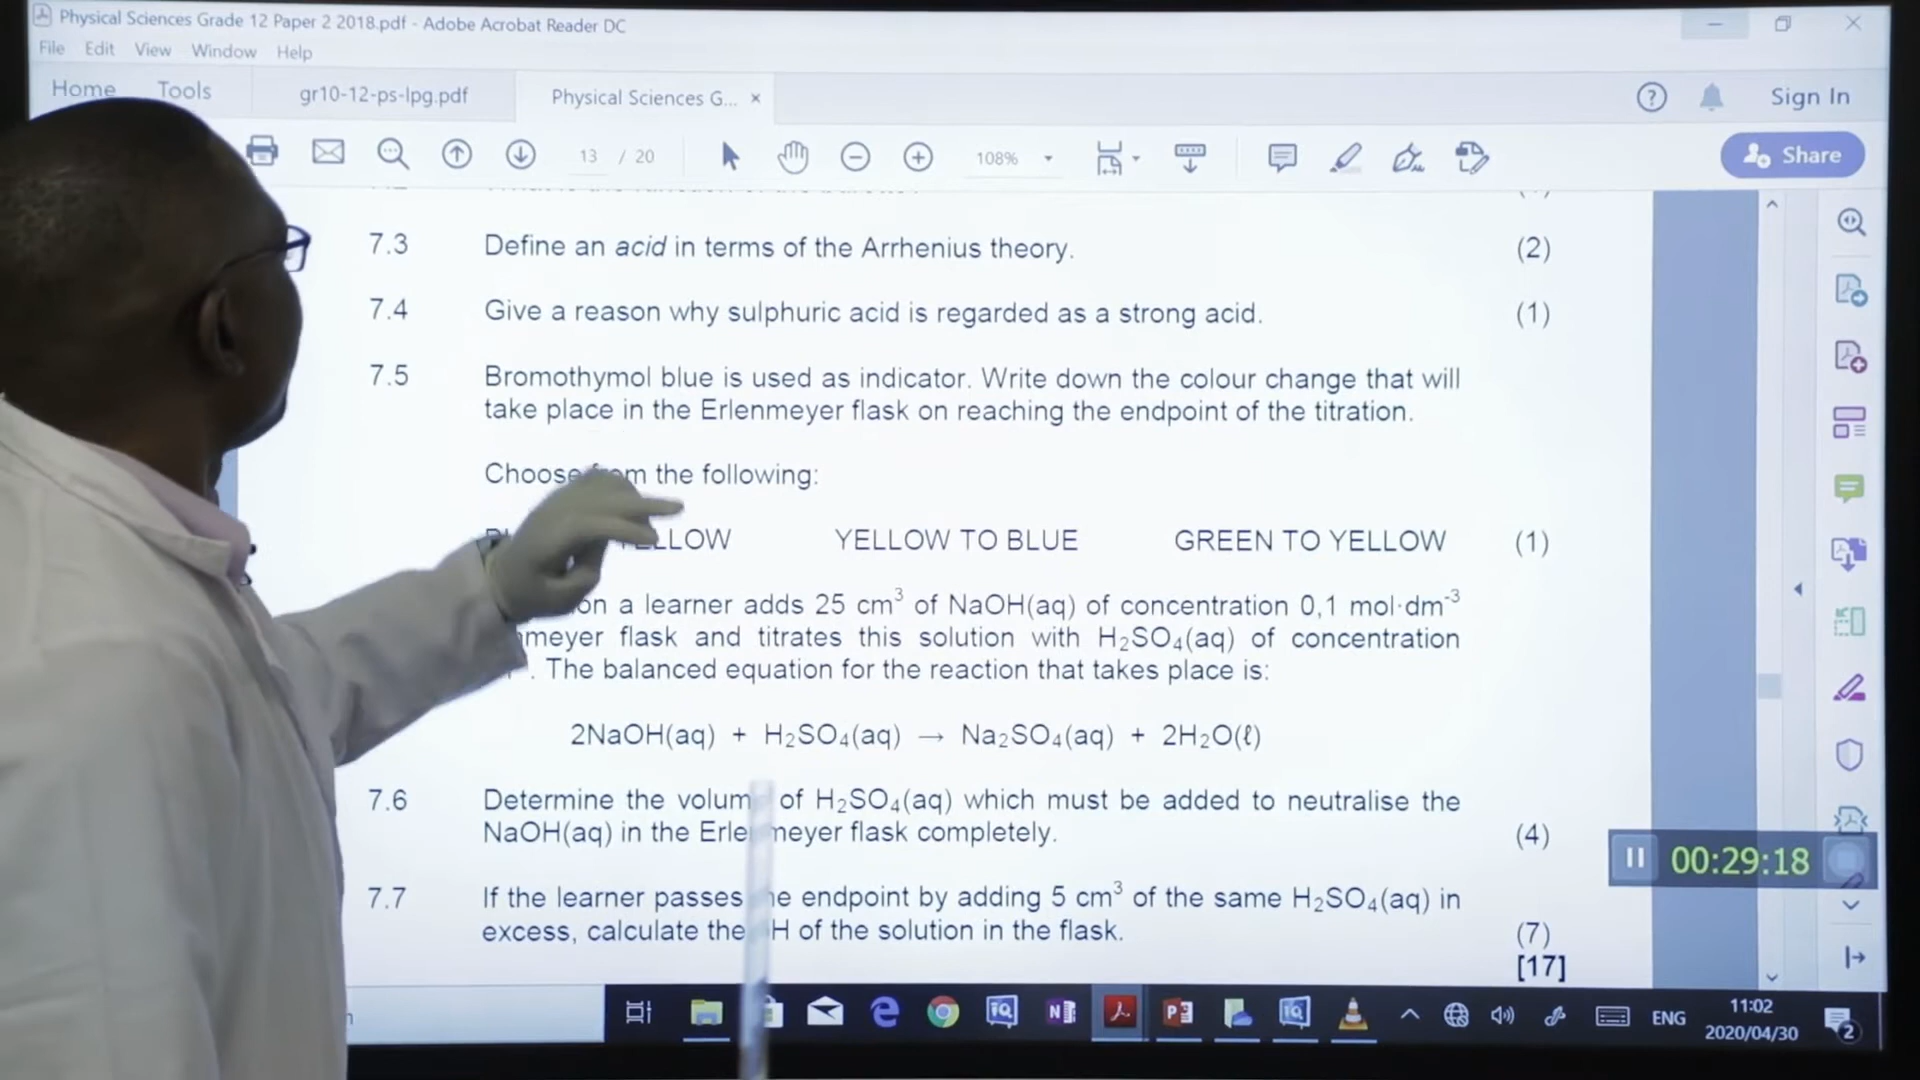 Physical Sciences Grade 12 Paper 2 2018.pdf - Adobe Acrobat Reader DC
File Edit View Window Help
Home Tools gr10-12-ps-lpg.pdf Physical Sciences G... ×
13 / 20 108% Share
Sign In
7.3 Define an acid in terms of the Arrhenius theory. (2)
7.4 Give a reason why sulphuric acid is regarded as a strong acid. (1)
7.5 Bromothymol blue is used as indicator. Write down the colour change that will
take place in the Erlenmeyer flask on reaching the endpoint of the titration.
Choose the following:
YELLOW TO BLUE GREEN TO YELLOW (1)
a learner adds 25 cm³ of NaOH(aq) of concentration 0,1 mol·dm⁻³
flask and titrates this solution with H₂SO₄(aq) of concentration
. The balanced equation for the reaction that takes place is:
2NaOH(aq) + H₂SO₄(aq) → Na₂SO₄(aq) + 2H₂O(ℓ)
7.6 Determine the of H₂SO₄(aq) which must be added to neutralise the
NaOH(aq) in the flask completely. (4)
7.7 If the learner passes endpoint by adding 5 cm³ of the same H₂SO₄(aq) in
excess, calculate the of the solution in the flask. (7)
[17]
00:29:18
ENG 11:02
2020/04/30 2